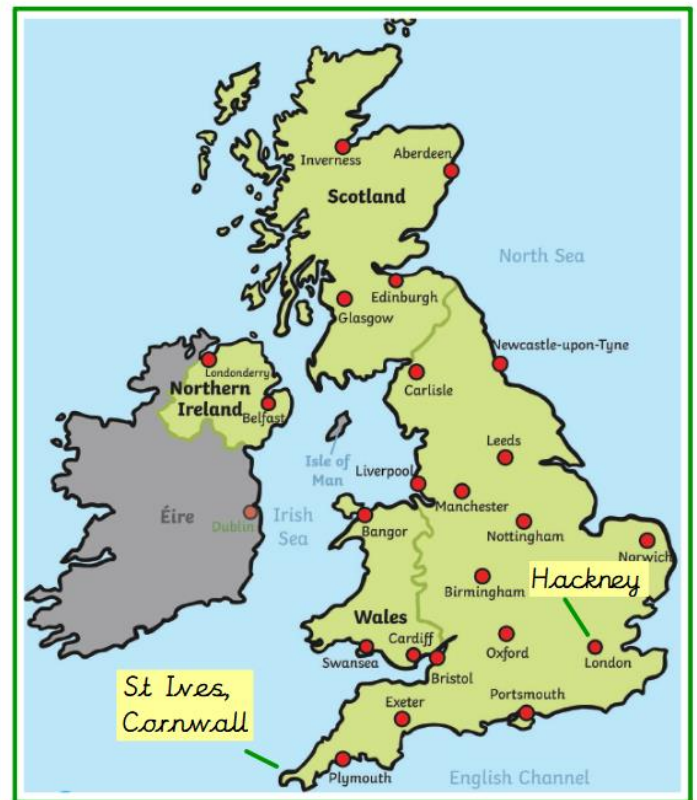 Inverness
Aberdeen
Scotland
North Sea
Edinburgh
Glasgow
Newcastle-upon-Tyne
Londonderry
Carlisle
Northern
Ireland
Belfast
Leeds
Isle of
Man
Liverpool
Manchester
Éire
Dublin
Irish
Sea
Bangor
Nottingham
Norwich
Hackney
Birmingham
Wales
Cardiff
Swansea
Oxford
London
Bristol
St Ives,
Cornwall
Exeter
Portsmouth
Plymouth
English Channel